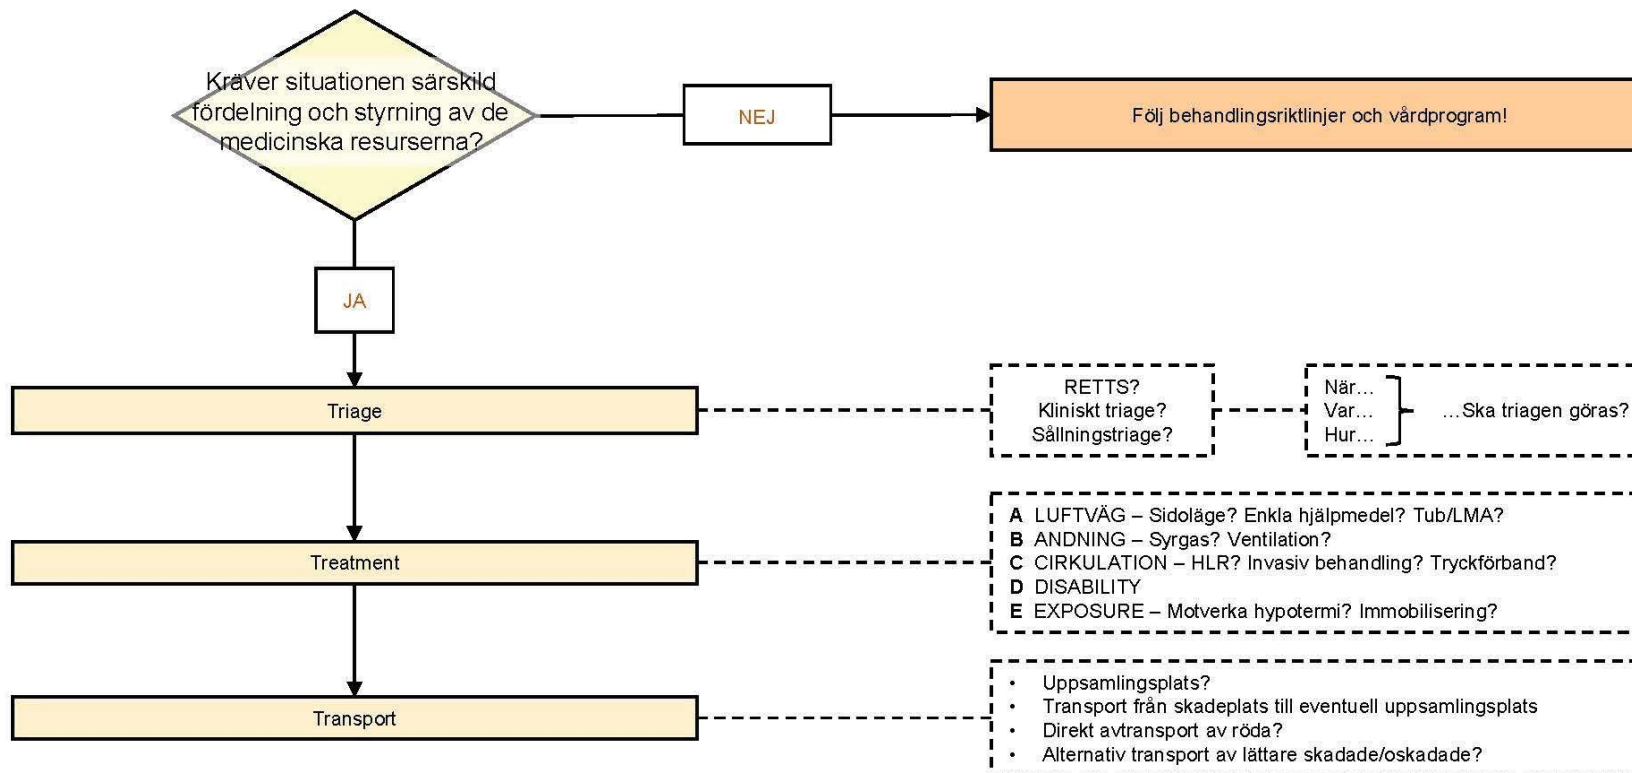 Kräver situationen särskild
fördelning och styrning av de
medicinska resurserna?
NEJ
Följ behandlingsriktlinjer och vårdprogram!
JA
Triage
RETTS?
Kliniskt triage?
Sållningstriage?
När…
Var…
Hur…
…Ska triagen göras?
Treatment
A LUFTVÄG – Sidoläge? Enkla hjälpmedel? Tub/LMA?
B ANDNING – Syrgas? Ventilation?
C CIRKULATION – HLR? Invasiv behandling? Tryckförband?
D DISABILITY
E EXPOSURE – Motverka hypotermi? Immobilisering?
Transport
• Uppsamlingsplats?
• Transport från skadeplats till eventuell uppsamlingsplats
• Direkt avtransport av röda?
• Alternativ transport av lättare skadade/oskadade?